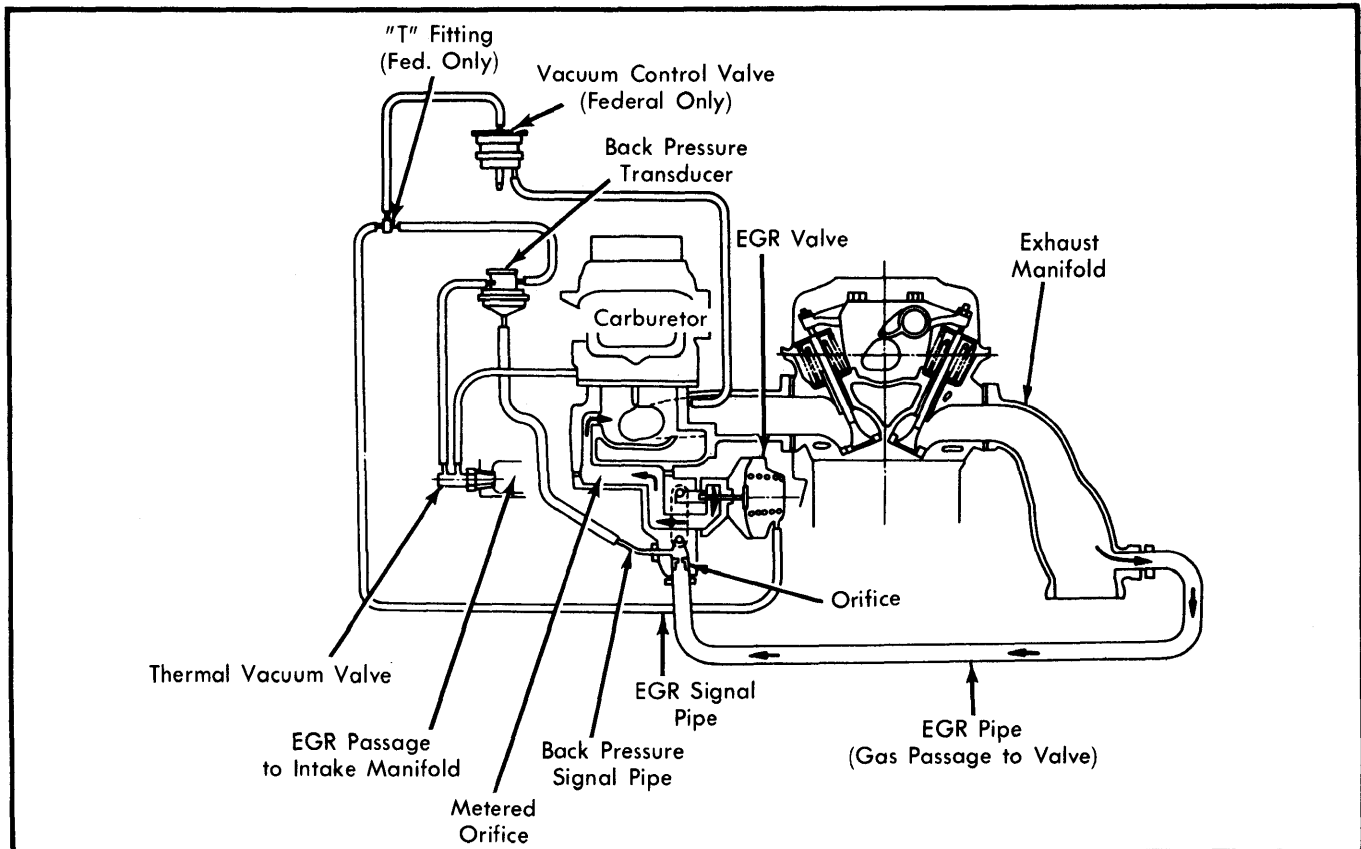 "T" Fitting
(Fed. Only)
Vacuum Control Valve
(Federal Only)
Back Pressure
Transducer
EGR Valve
Exhaust
Manifold
Carburetor
Orifice
Thermal Vacuum Valve
EGR Signal
Pipe
EGR Passage
to Intake Manifold
Back Pressure
Signal Pipe
EGR Pipe
(Gas Passage to Valve)
Metered
Orifice